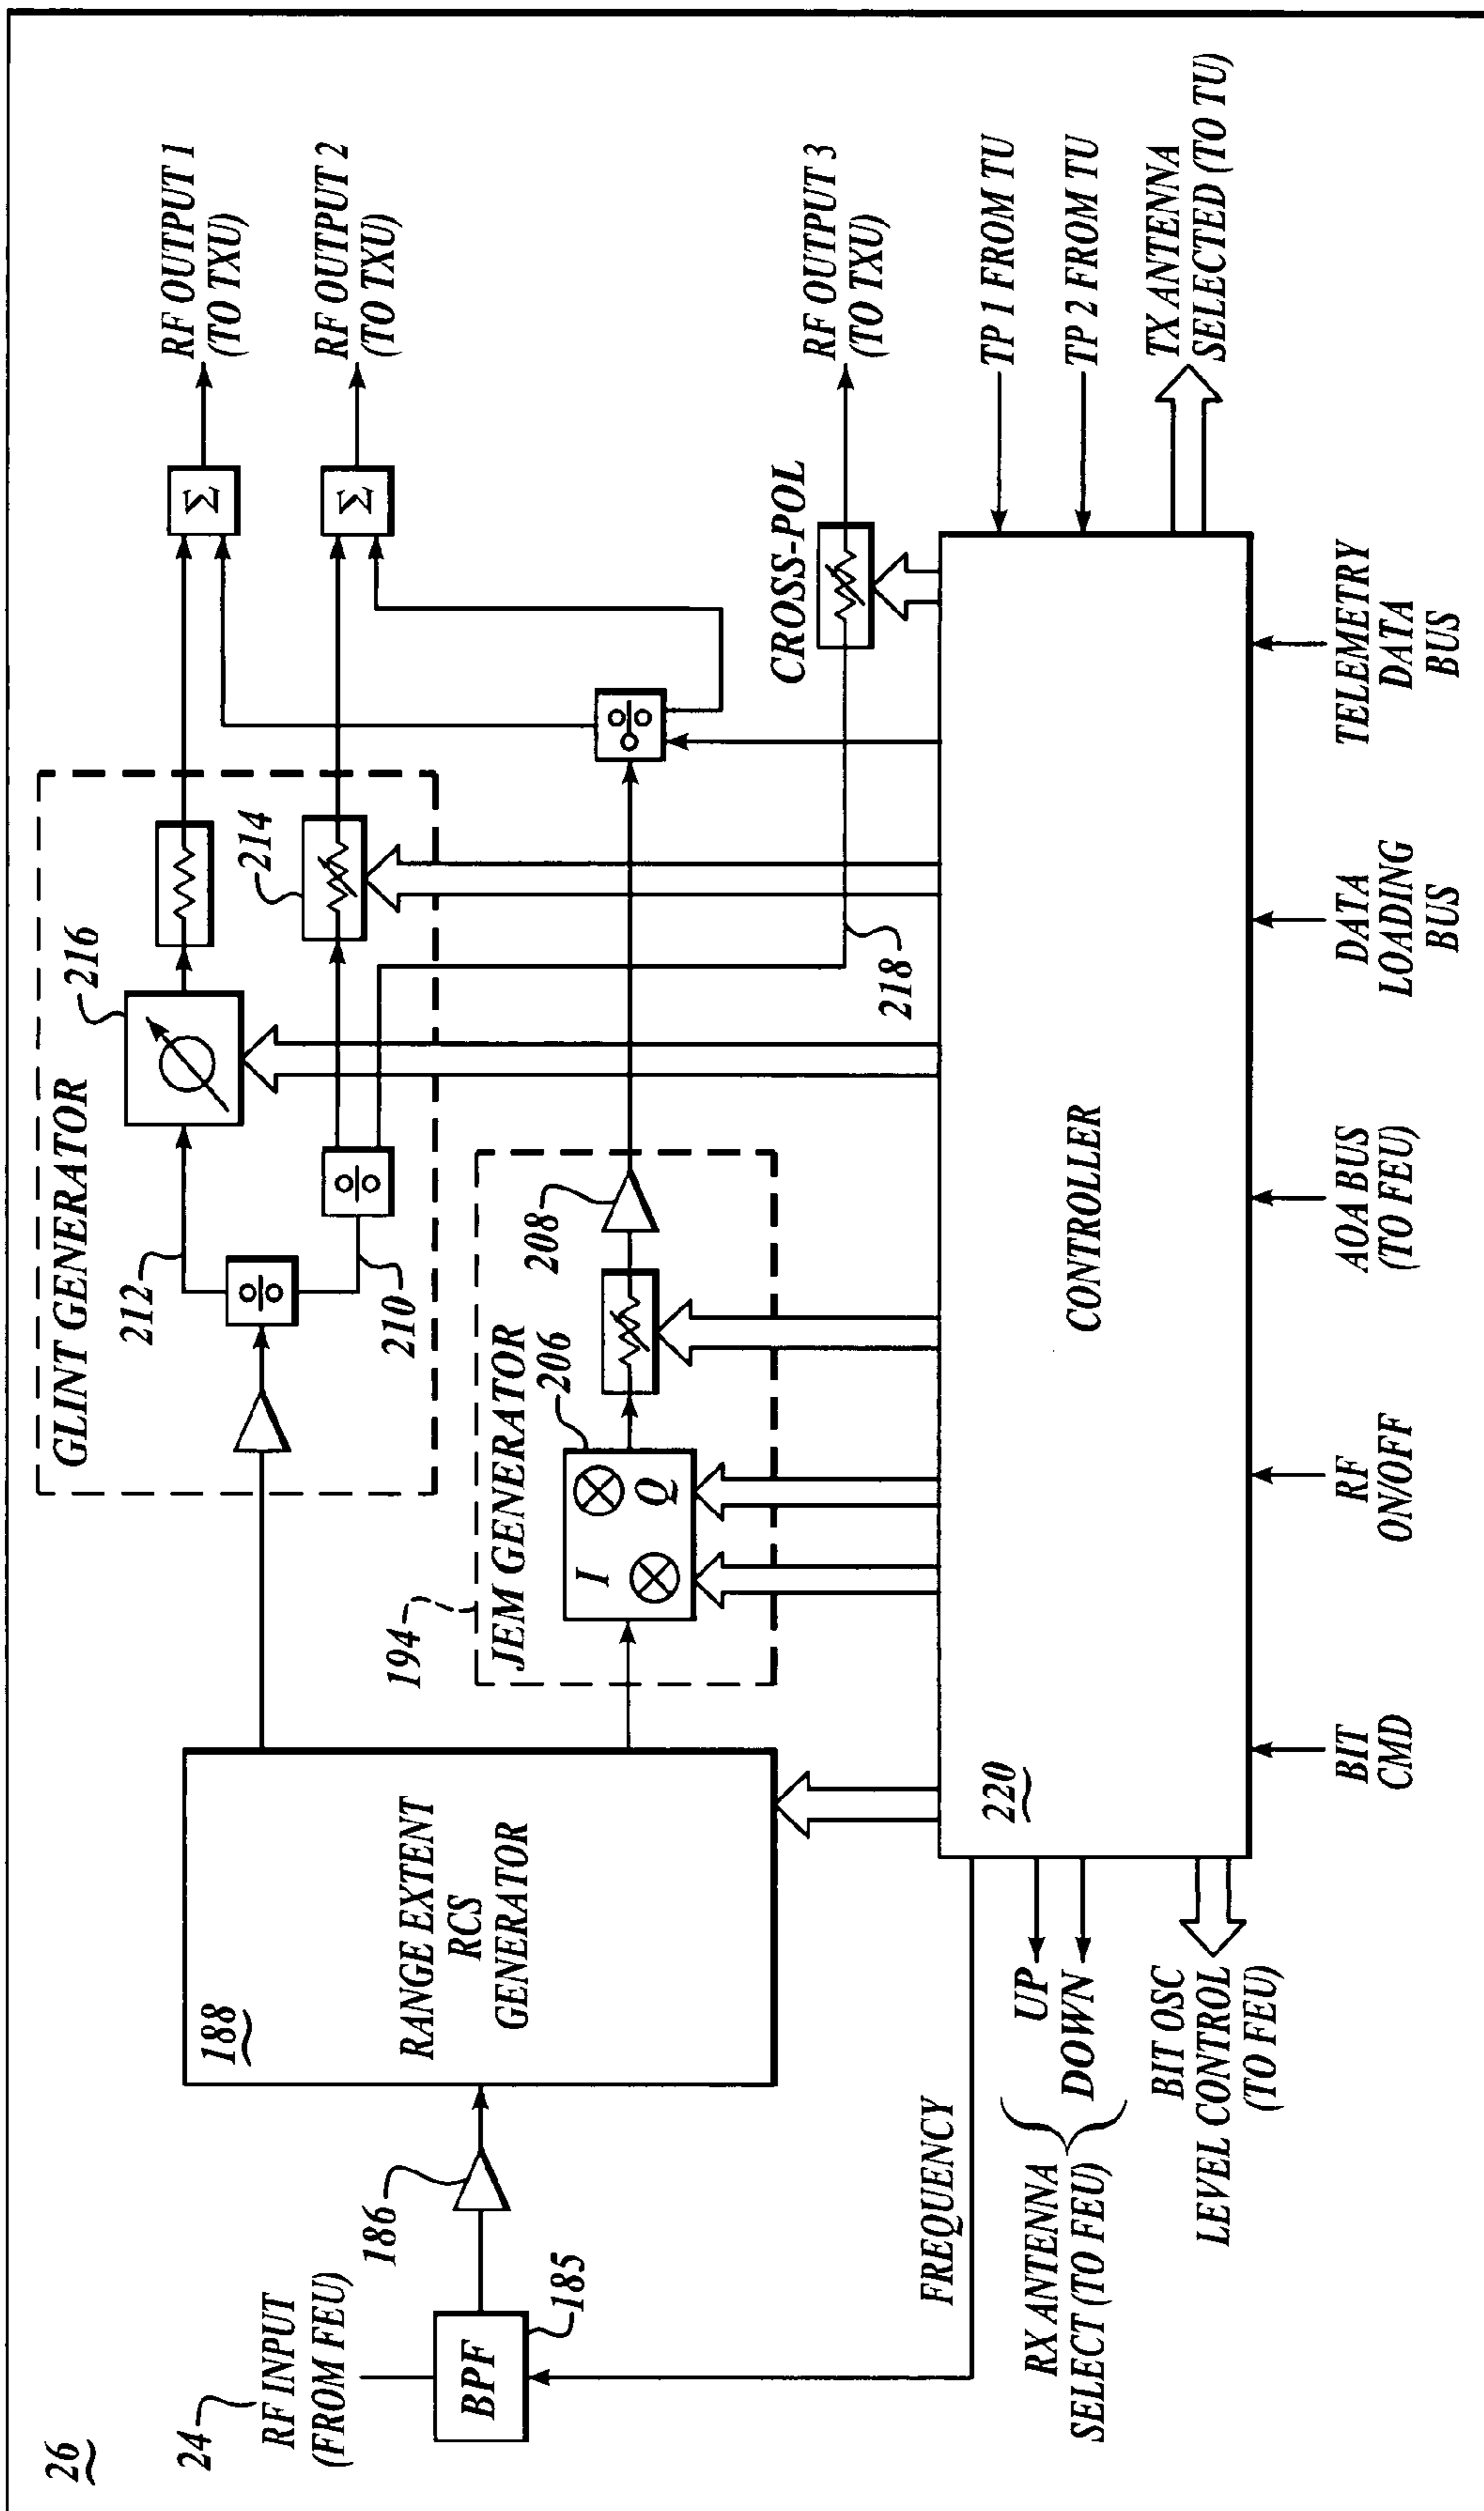 26
24
RF INPUT
(FROM FEU)
BPF
185
186
188
RANGE EXTENT
RCS
GENERATOR
GLINT GENERATOR
212
210
216
214
194
JEM GENERATOR
I
Q
206
208
218
CROSS-POL
Σ
Σ
RF OUTPUT 1
(TO TXU)
RF OUTPUT 2
(TO TXU)
RF OUTPUT 3
(TO TXU)
TP 1 FROM TU
TP 2 FROM TU
TX ANTENNA
SELECTED (TO TU)
FREQUENCY
RX ANTENNA
SELECT (TO FEU)
UP
DOWN
BIT OSC
LEVEL CONTROL
(TO FEU)
220
CONTROLLER
BIT
CMD
RF
ON/OFF
AOA BUS
(TO FEU)
DATA
LOADING
BUS
TELEMETRY
DATA
BUS